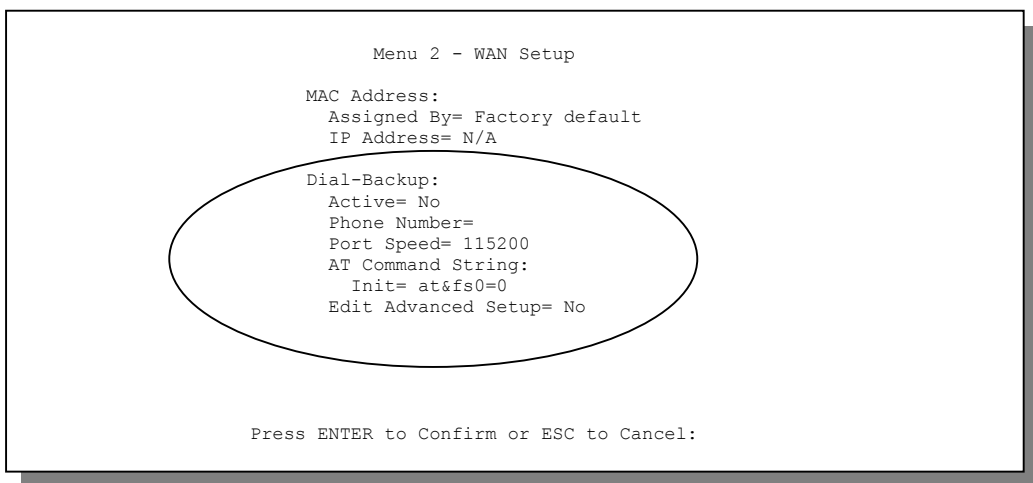 Menu 2 - WAN Setup
MAC Address:
Assigned By= Factory default
IP Address= N/A
Dial-Backup:
Active= No
Phone Number=
Port Speed= 115200
AT Command String:
Init= at&fs0=0
Edit Advanced Setup= No
Press ENTER to Confirm or ESC to Cancel: